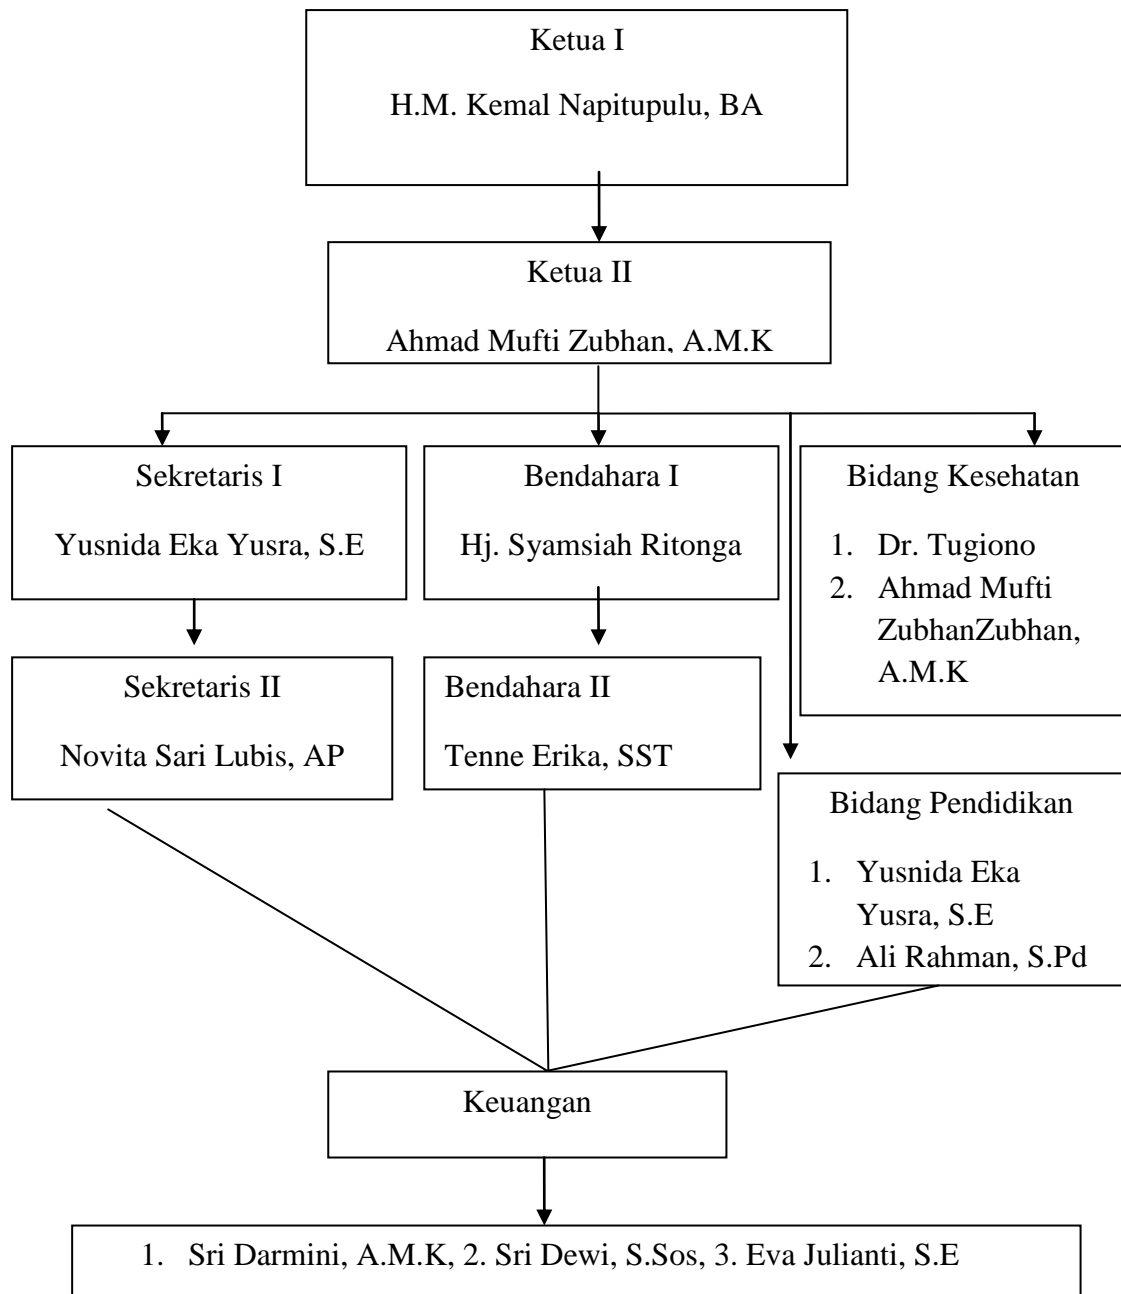 Ketua I
H.M. Kemal Napitupulu, BA
Ketua II
Ahmad Mufti Zubhan, A.M.K
Sekretaris I
Yusnida Eka Yusra, S.E
Bendahara I
Hj. Syamsiah Ritonga
Bidang Kesehatan
1. Dr. Tugiono
2. Ahmad Mufti
ZubhanZubhan,
A.M.K
Sekretaris II
Novita Sari Lubis, AP
Bendahara II
Tenne Erika, SST
Bidang Pendidikan
1. Yusnida Eka
Yusra, S.E
2. Ali Rahman, S.Pd
Keuangan
1. Sri Darmini, A.M.K, 2. Sri Dewi, S.Sos, 3. Eva Julianti, S.E